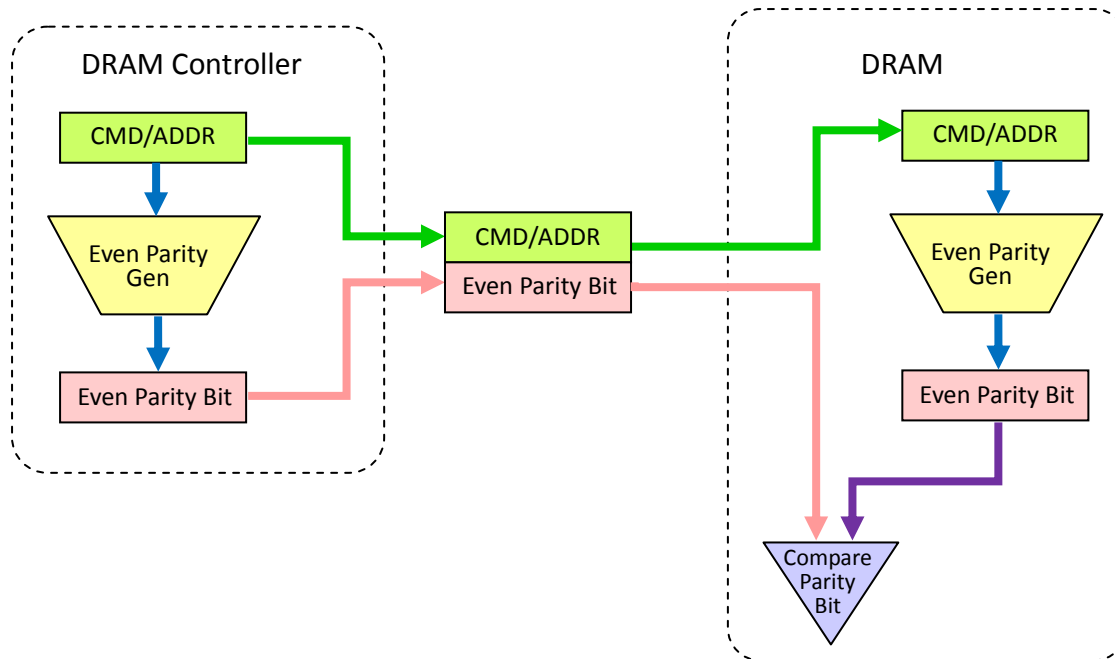 DRAM Controller
CMD/ADDR
Even Parity
Gen
Even Parity Bit
CMD/ADDR
Even Parity Bit
DRAM
CMD/ADDR
Even Parity
Gen
Even Parity Bit
Compare
Parity
Bit